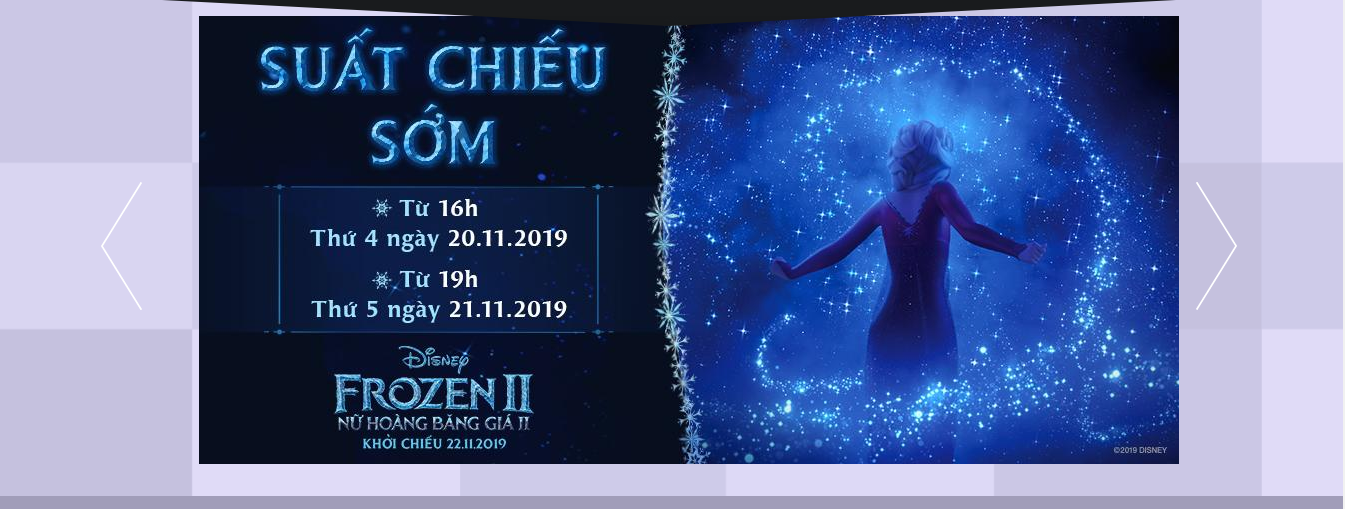 SUẤT CHIẾU
SỚM
Từ 16h
Thứ 4 ngày 20.11.2019
Từ 19h
Thứ 5 ngày 21.11.2019
Disney
FROZEN II
NỮ HOÀNG BĂNG GIÁ II
KHỞI CHIẾU 22.11.2019
©2019 DISNEY